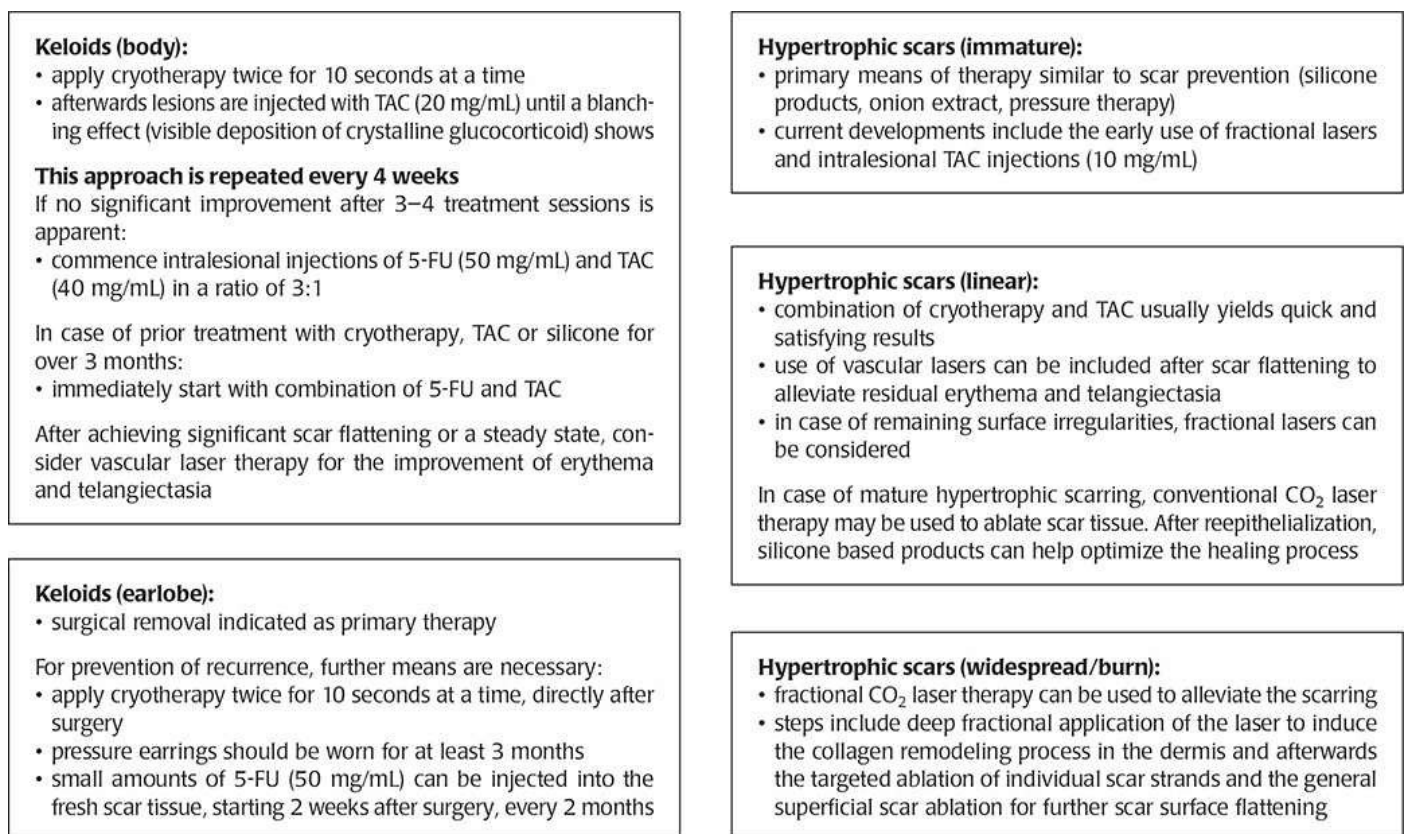 Keloids (body):
• apply cryotherapy twice for 10 seconds at a time
• afterwards lesions are injected with TAC (20 mg/mL) until a blanch-
ing effect (visible deposition of crystalline glucocorticoid) shows
This approach is repeated every 4 weeks
If no significant improvement after 3–4 treatment sessions is
apparent:
• commence intralesional injections of 5-FU (50 mg/mL) and TAC
(40 mg/mL) in a ratio of 3:1
In case of prior treatment with cryotherapy, TAC or silicone for
over 3 months:
• immediately start with combination of 5-FU and TAC
After achieving significant scar flattening or a steady state, con-
sider vascular laser therapy for the improvement of erythema
and telangiectasia
Keloids (earlobe):
• surgical removal indicated as primary therapy
For prevention of recurrence, further means are necessary:
• apply cryotherapy twice for 10 seconds at a time, directly after
surgery
• pressure earrings should be worn for at least 3 months
• small amounts of 5-FU (50 mg/mL) can be injected into the
fresh scar tissue, starting 2 weeks after surgery, every 2 months
Hypertrophic scars (immature):
• primary means of therapy similar to scar prevention (silicone
products, onion extract, pressure therapy)
• current developments include the early use of fractional lasers
and intralesional TAC injections (10 mg/mL)
Hypertrophic scars (linear):
• combination of cryotherapy and TAC usually yields quick and
satisfying results
• use of vascular lasers can be included after scar flattening to
alleviate residual erythema and telangiectasia
• in case of remaining surface irregularities, fractional lasers can
be considered
In case of mature hypertrophic scarring, conventional CO₂ laser
therapy may be used to ablate scar tissue. After reepithelialization,
silicone based products can help optimize the healing process
Hypertrophic scars (widespread/burn):
• fractional CO₂ laser therapy can be used to alleviate the scarring
• steps include deep fractional application of the laser to induce
the collagen remodeling process in the dermis and afterwards
the targeted ablation of individual scar strands and the general
superficial scar ablation for further scar surface flattening